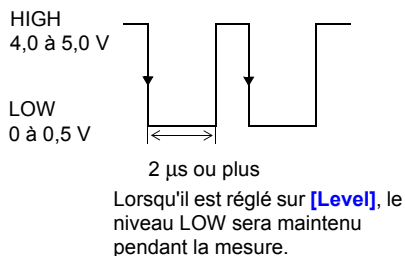 HIGH
4,0 à 5,0 V
LOW
0 à 0,5 V
2 μs ou plus
Lorsqu'il est réglé sur [Level], le
niveau LOW sera maintenu
pendant la mesure.